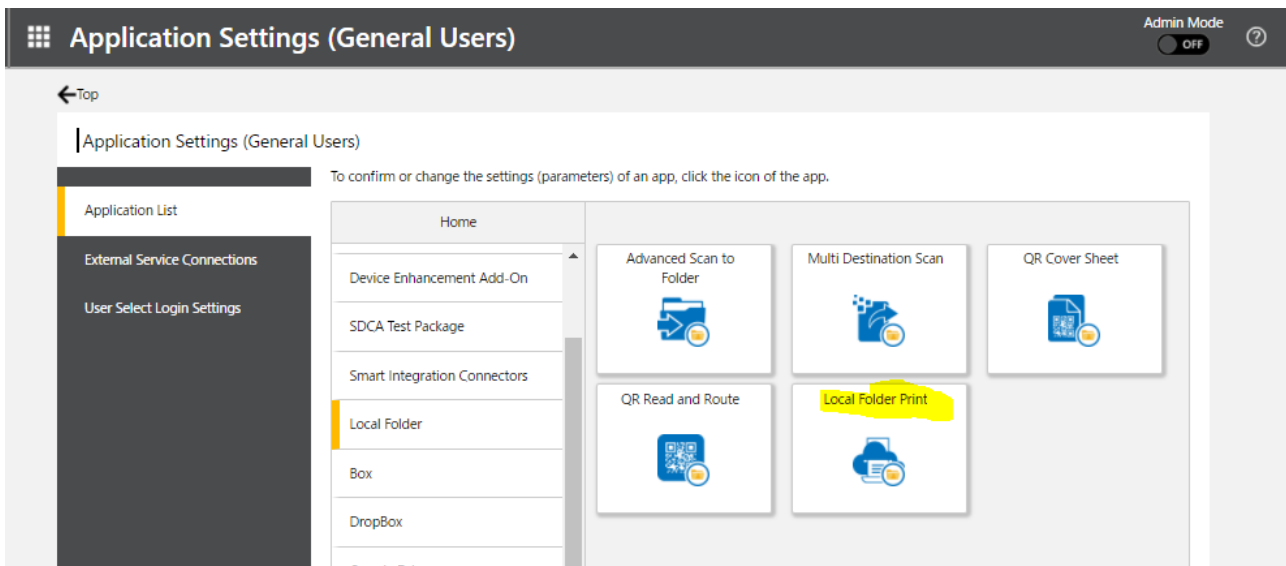 Application Settings (General Users)
Admin Mode
OFF
Top
Application Settings (General Users)
To confirm or change the settings (parameters) of an app, click the icon of the app.
Application List
External Service Connections
User Select Login Settings
Home
Device Enhancement Add-On
SDCA Test Package
Smart Integration Connectors
Local Folder
Box
DropBox
Advanced Scan to
Folder
Multi Destination Scan
QR Cover Sheet
QR Read and Route
Local Folder Print